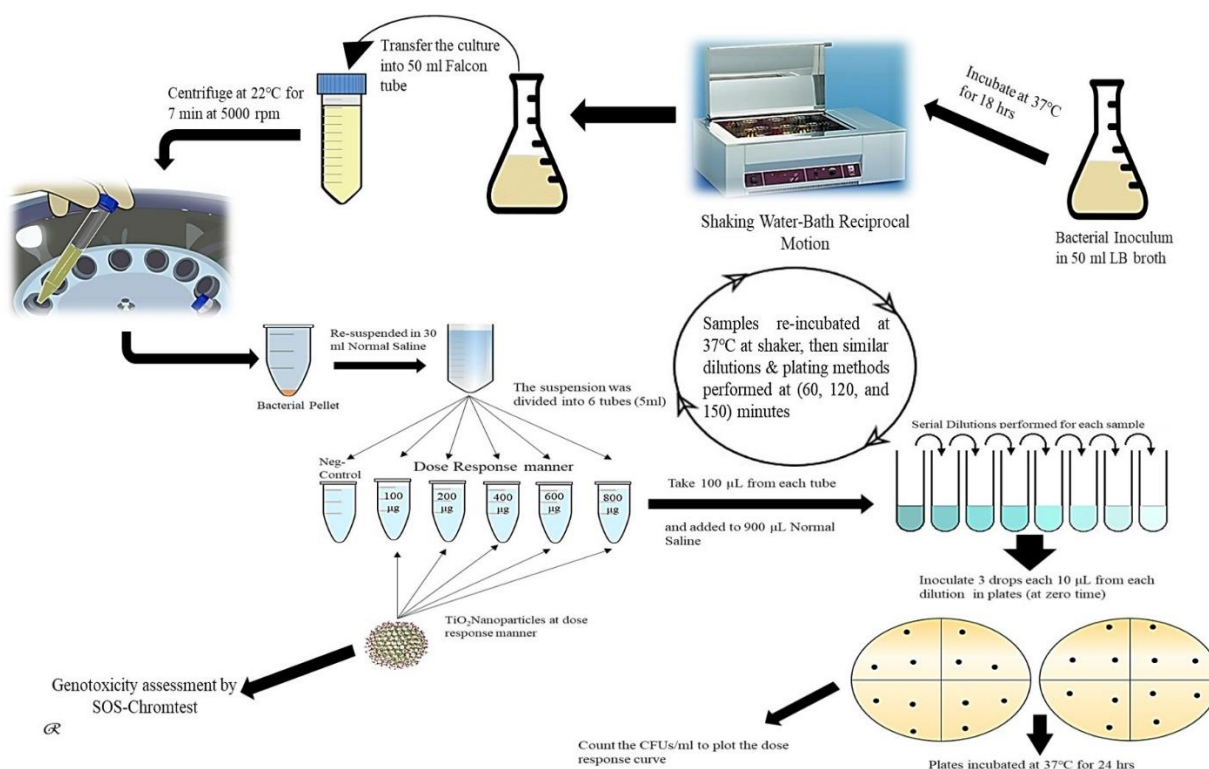 Transfer the culture
into 50 ml Falcon
tube
Centrifuge at 22℃ for
7 min at 5000 rpm
Incubate at 37℃
for 18 hrs
Shaking Water-Bath Reciprocal
Motion
Bacterial Inoculum
in 50 ml LB broth
Bacterial Pellet
Re-suspended in 30
ml Normal Saline
The suspension was
divided into 6 tubes (5ml)
Samples re-incubated at
37℃ at shaker, then similar
dilutions & plating methods
performed at (60, 120, and
150) minutes
Neg-
Control
Dose Response manner
100
µg
200
µg
400
µg
600
µg
800
µg
Take 100 µL from each tube
and added to 900 µL Normal
Saline
Serial Dilutions performed for each sample
Inoculate 3 drops each 10 µL from each
dilution in plates (at zero time)
TiO₂Nanoparticles at dose
response manner
Genotoxicity assessment by
SOS-Chromtest
Count the CFUs/ml to plot the dose
response curve
Plates incubated at 37℃ for 24 hrs